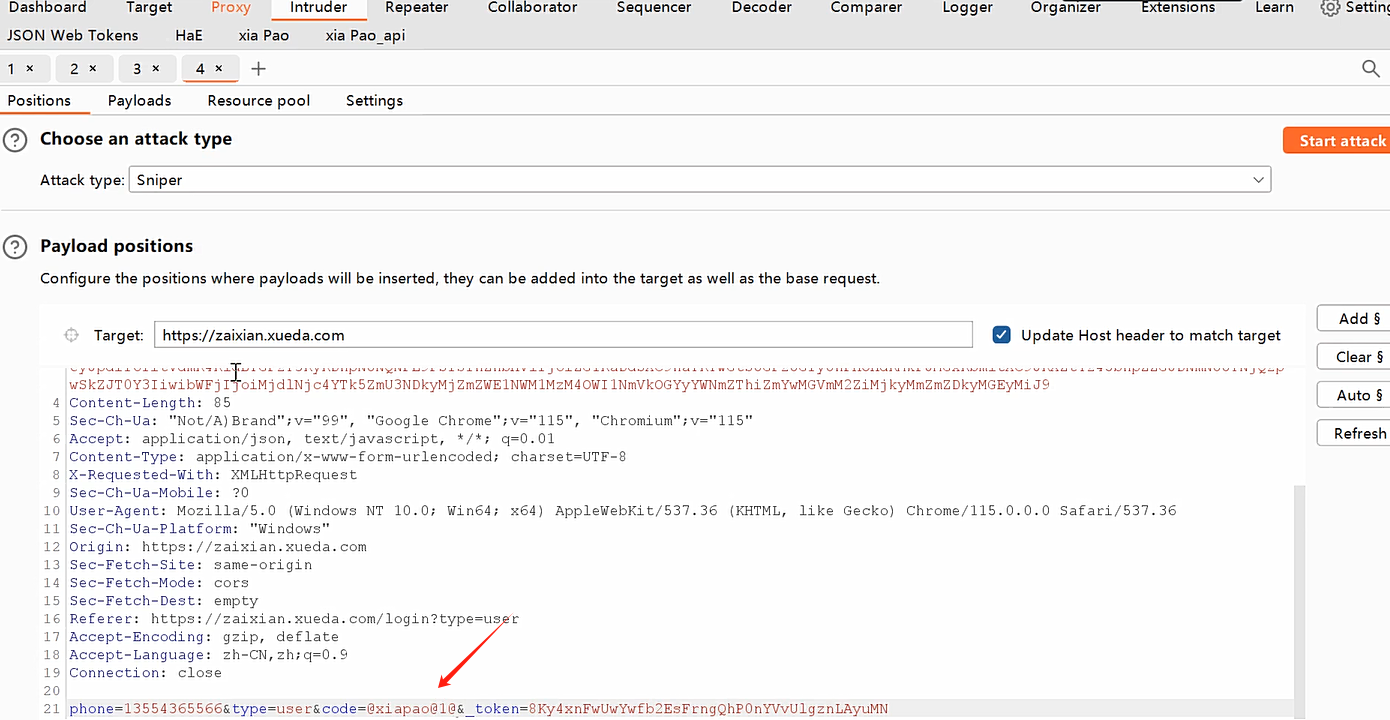 Dashboard Target Proxy Intruder Repeater Collaborator Sequencer Decoder Comparer Logger Organizer Extensions Learn Setting
JSON Web Tokens HaE xia Pao xia Pao_api
1 × 2 × 3 × 4 × +
Positions Payloads Resource pool Settings
? Choose an attack type
Start attack
Attack type: Sniper
? Payload positions
Configure the positions where payloads will be inserted, they can be added into the target as well as the base request.
Target: https://zaixian.xueda.com Update Host header to match target
Add §
Clear §
Auto §
Refresh
4 Content-Length: 85
5 Sec-Ch-Ua: "Not/A)Brand";v="99", "Google Chrome";v="115", "Chromium";v="115"
6 Accept: application/json, text/javascript, */*; q=0.01
7 Content-Type: application/x-www-form-urlencoded; charset=UTF-8
8 X-Requested-With: XMLHttpRequest
9 Sec-Ch-Ua-Mobile: ?0
10 User-Agent: Mozilla/5.0 (Windows NT 10.0; Win64; x64) AppleWebKit/537.36 (KHTML, like Gecko) Chrome/115.0.0.0 Safari/537.36
11 Sec-Ch-Ua-Platform: "Windows"
12 Origin: https://zaixian.xueda.com
13 Sec-Fetch-Site: same-origin
14 Sec-Fetch-Mode: cors
15 Sec-Fetch-Dest: empty
16 Referer: https://zaixian.xueda.com/login?type=user
17 Accept-Encoding: gzip, deflate
18 Accept-Language: zh-CN,zh;q=0.9
19 Connection: close
20
21 phone=13554365566&type=user&code=@xiapao@1@&_token=8Ky4xnFwUwYwfb2EsFrngQhP0nYVvUlgznLAyuMN